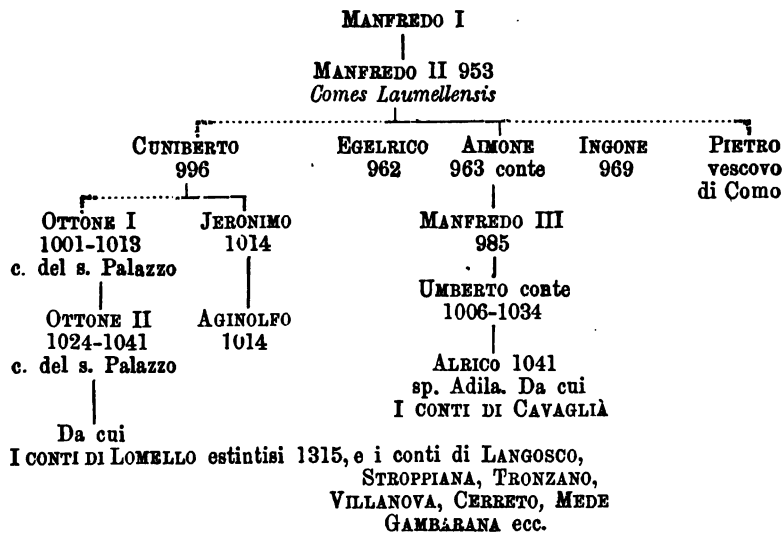 MANFREDO I
MANFREDO II 953
Comes Laumellensis
CUNIBERTO EGELRICO AIMONE INGONE PIETRO
996 962 963 conte 969 vescovo
di Como
OTTONE I JERONIMO MANFREDO III
1001-1013 1014 985
c. del s. Palazzo
UMBERTO conte
OTTONE II AGINOLFO 1006-1034
1024-1041 1014
c. del s. Palazzo ALRICO 1041
sp. Adila. Da cui
I CONTI DI CAVAGLIÀ
Da cui
I CONTI DI LOMELLO estintisi 1315, e i conti di LANGOSCO,
STROPPIANA, TRONZANO,
VILLANOVA, CERRETO, MEDE
GAMBARANA ecc.